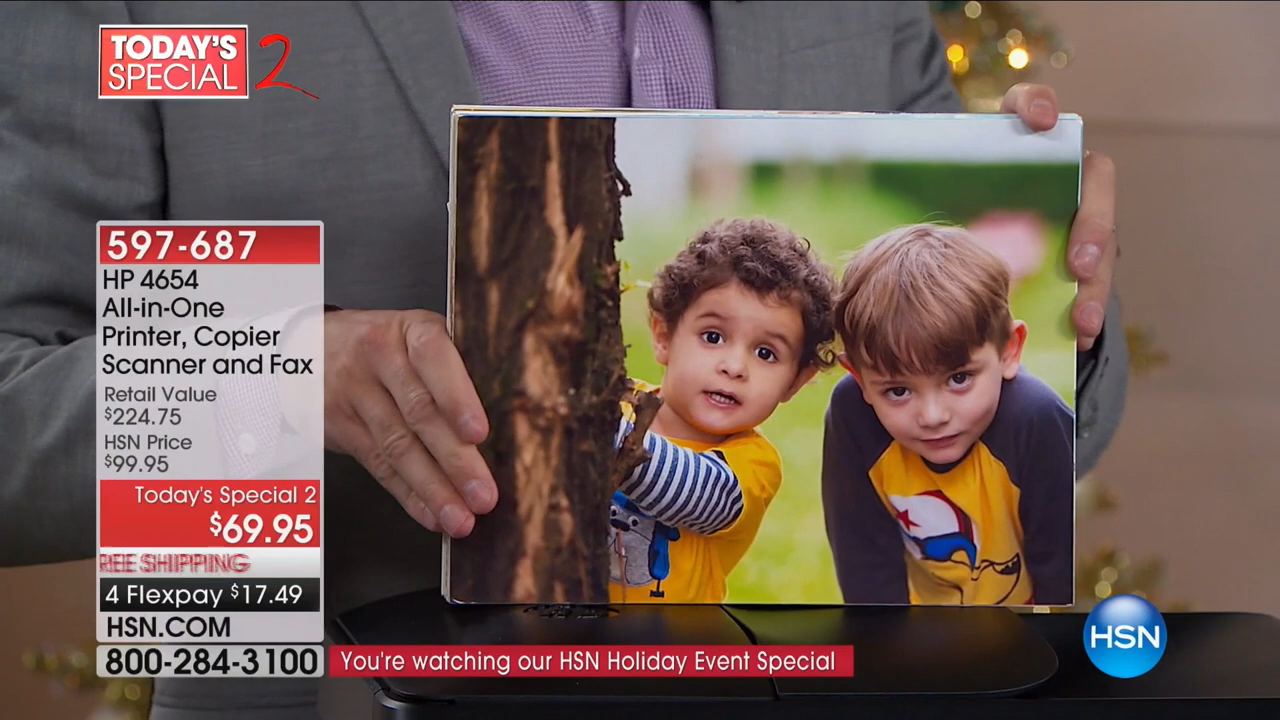 TODAY'S
SPECIAL 2
597-687
HP 4654
All-in-One
Printer, Copier
Scanner and Fax
Retail Value
$224.75
HSN Price
$99.95
Today's Special 2
$69.95
REE SHIPPING
4 Flexpay $17.49
HSN.COM
800-284-3100
You're watching our HSN Holiday Event Special
HSN